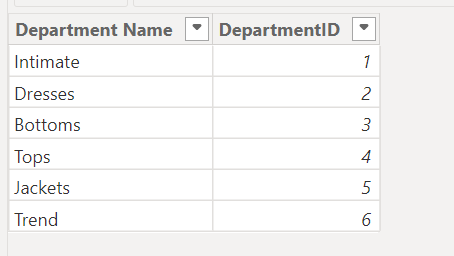 Department Name DepartmentID
Intimate 1
Dresses 2
Bottoms 3
Tops 4
Jackets 5
Trend 6